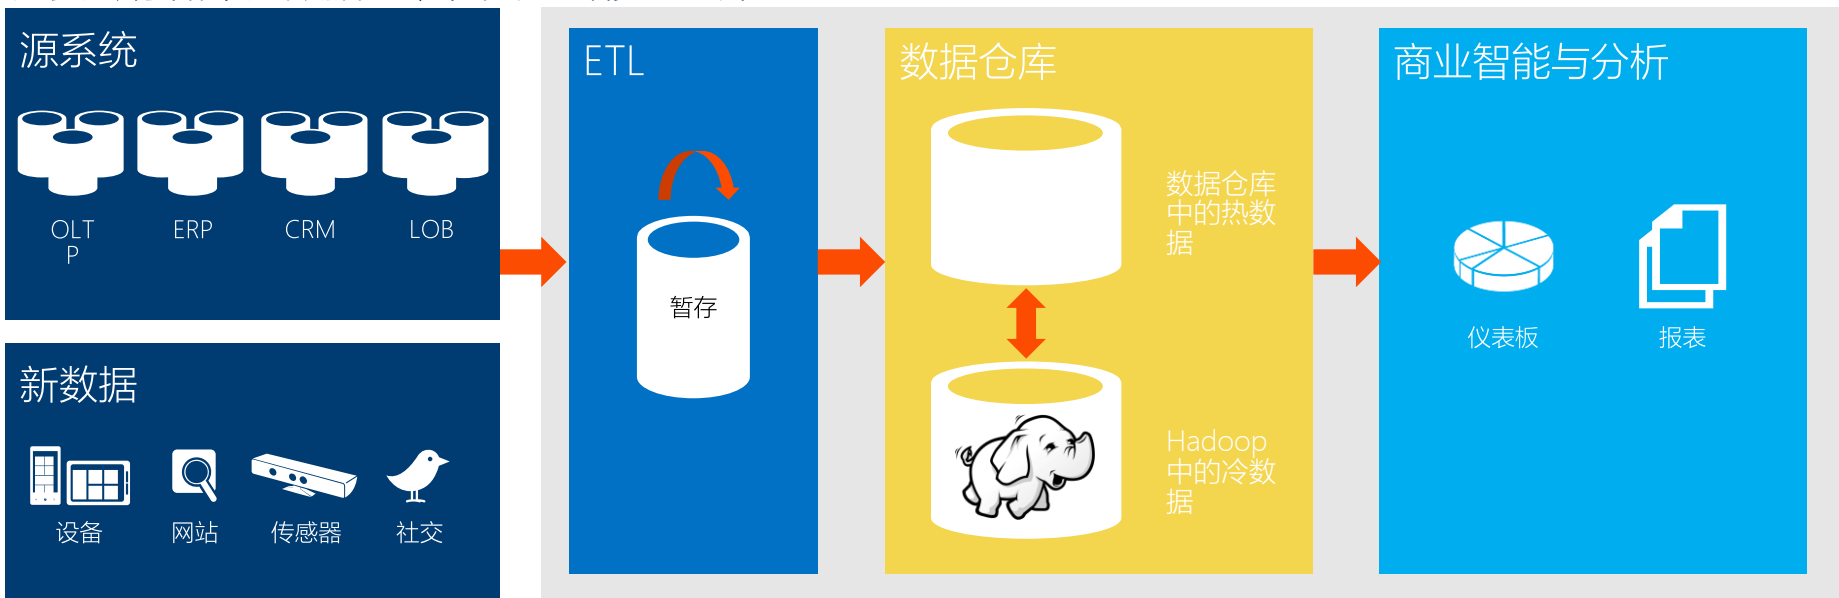 源系统
OLT
P
ERP
CRM
LOB
新数据
设备
网站
传感器
社交
ETL
暂存
数据仓库
数据仓库
中的热数
据
Hadoop
中的冷数
据
商业智能与分析
仪表板
报表